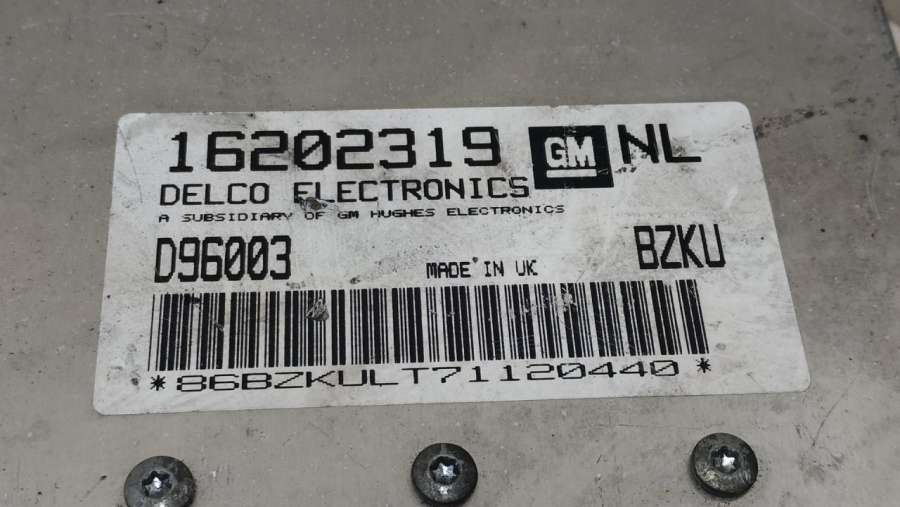 16202319 GM NL
DELCO ELECTRONICS
A SUBSIDIARY OF GM HUGHES ELECTRONICS
D96003 MADE IN UK BZKU
*86BZKULT71120440*